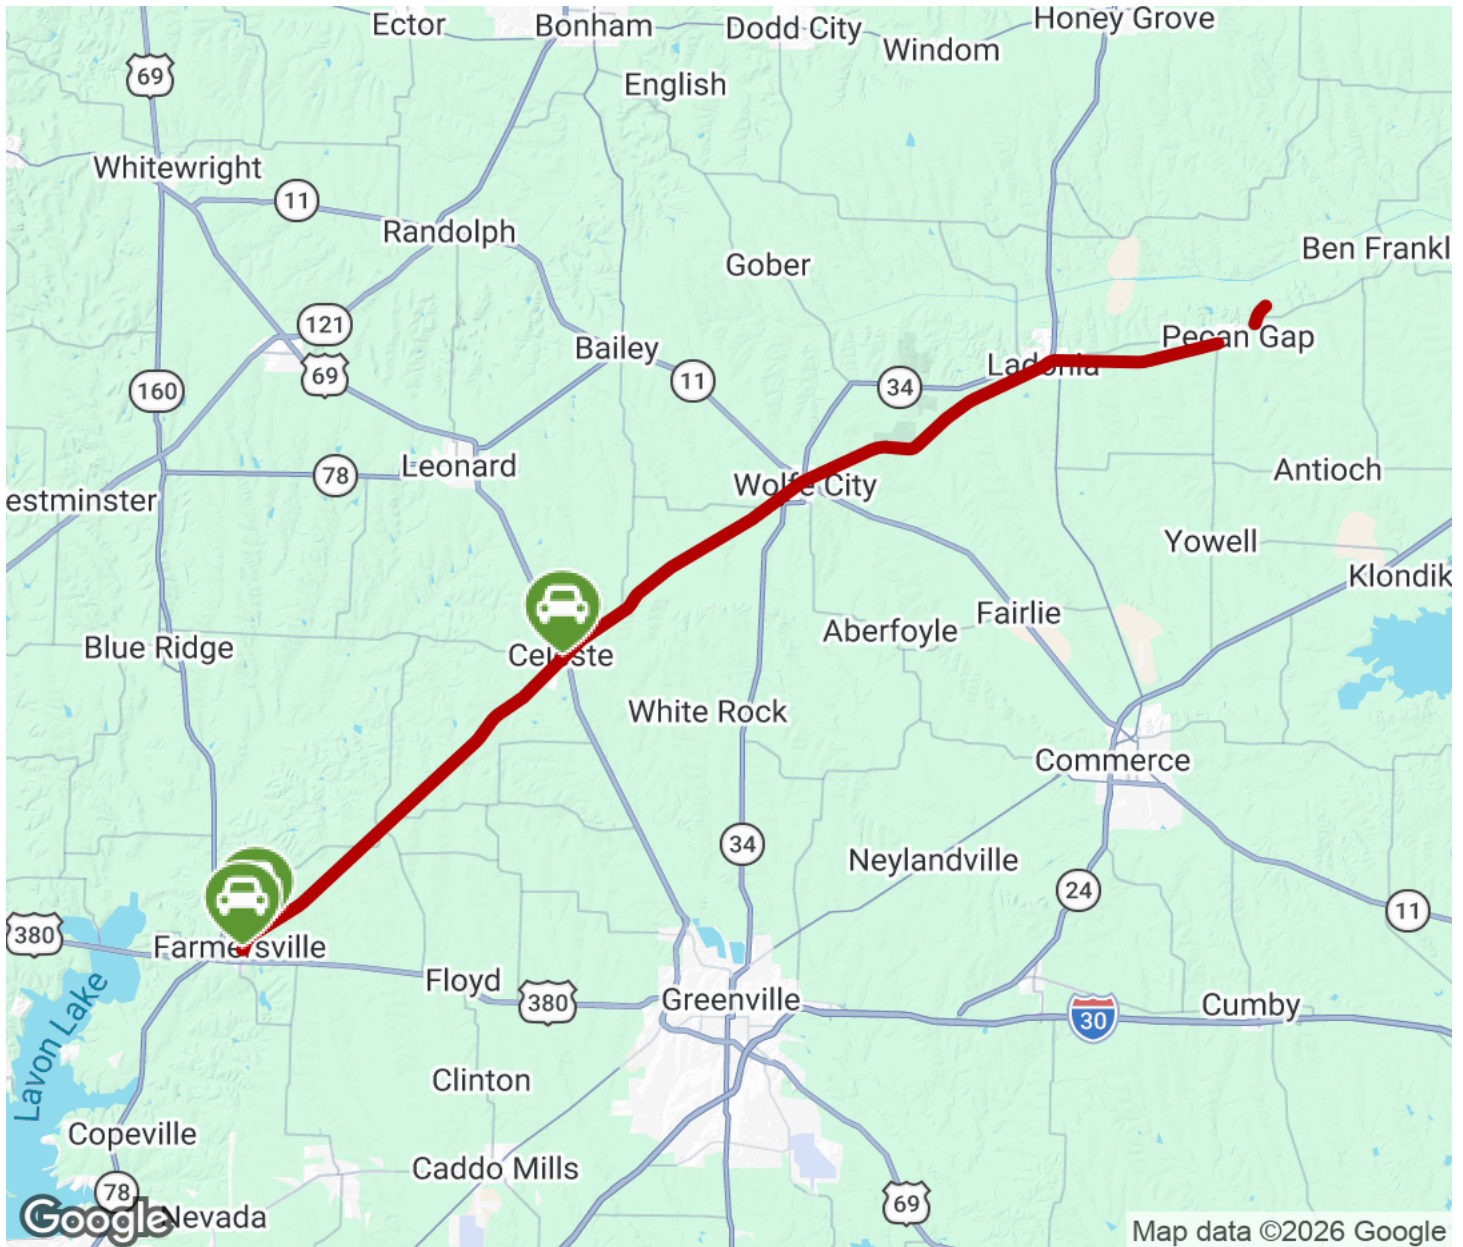 Ector
Bonham
Dodd City
Honey Grove
Windom
69
English
Whitewright
11
Randolph
Gober
Ben Frankl
121
Pecan Gap
Bailey
Ladonia
69
11
34
160
Leonard
78
Wolfe City
Antioch
estminster
Yowell
Klondik
Fairlie
Aberfoyle
Blue Ridge
Celeste
White Rock
Commerce
34
Neylandville
24
11
380
Farmersville
Floyd
380
Greenville
Cumby
30
Lavon Lake
Clinton
Copeville
Caddo Mills
78
69
Google
Nevada
Map data ©2026 Google